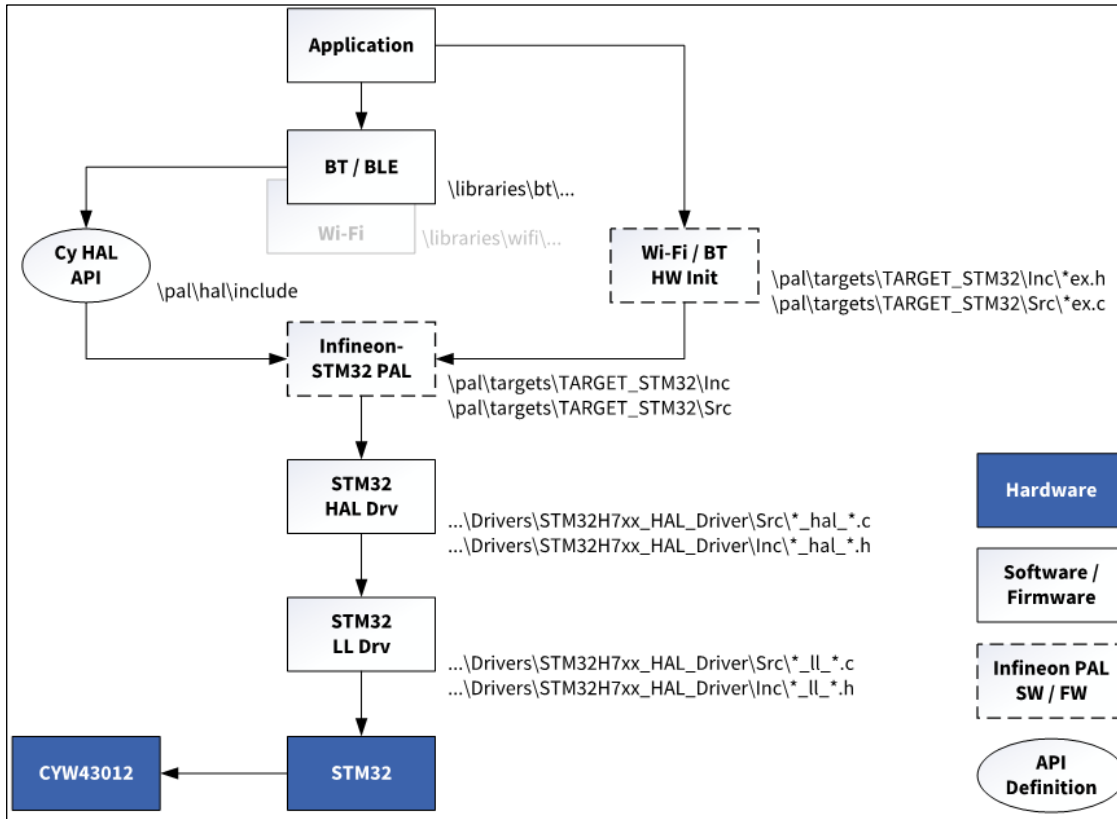 Application
BT / BLE
\libraries\bt\...
Wi-Fi
\libraries\wifi\...
Cy HAL
API
\pal\hal\include
Wi-Fi / BT
HW Init
\pal\targets\TARGET_STM32\Inc\*ex.h
\pal\targets\TARGET_STM32\Src\*ex.c
Infineon-
STM32 PAL
\pal\targets\TARGET_STM32\Inc
\pal\targets\TARGET_STM32\Src
STM32
HAL Drv
...\Drivers\STM32H7xx_HAL_Driver\Src\*_hal_*.c
...\Drivers\STM32H7xx_HAL_Driver\Inc\*_hal_*.h
STM32
LL Drv
...\Drivers\STM32H7xx_HAL_Driver\Src\*_ll_*.c
...\Drivers\STM32H7xx_HAL_Driver\Inc\*_ll_*.h
CYW43012
STM32
Hardware
Software /
Firmware
Infineon PAL
SW / FW
API
Definition